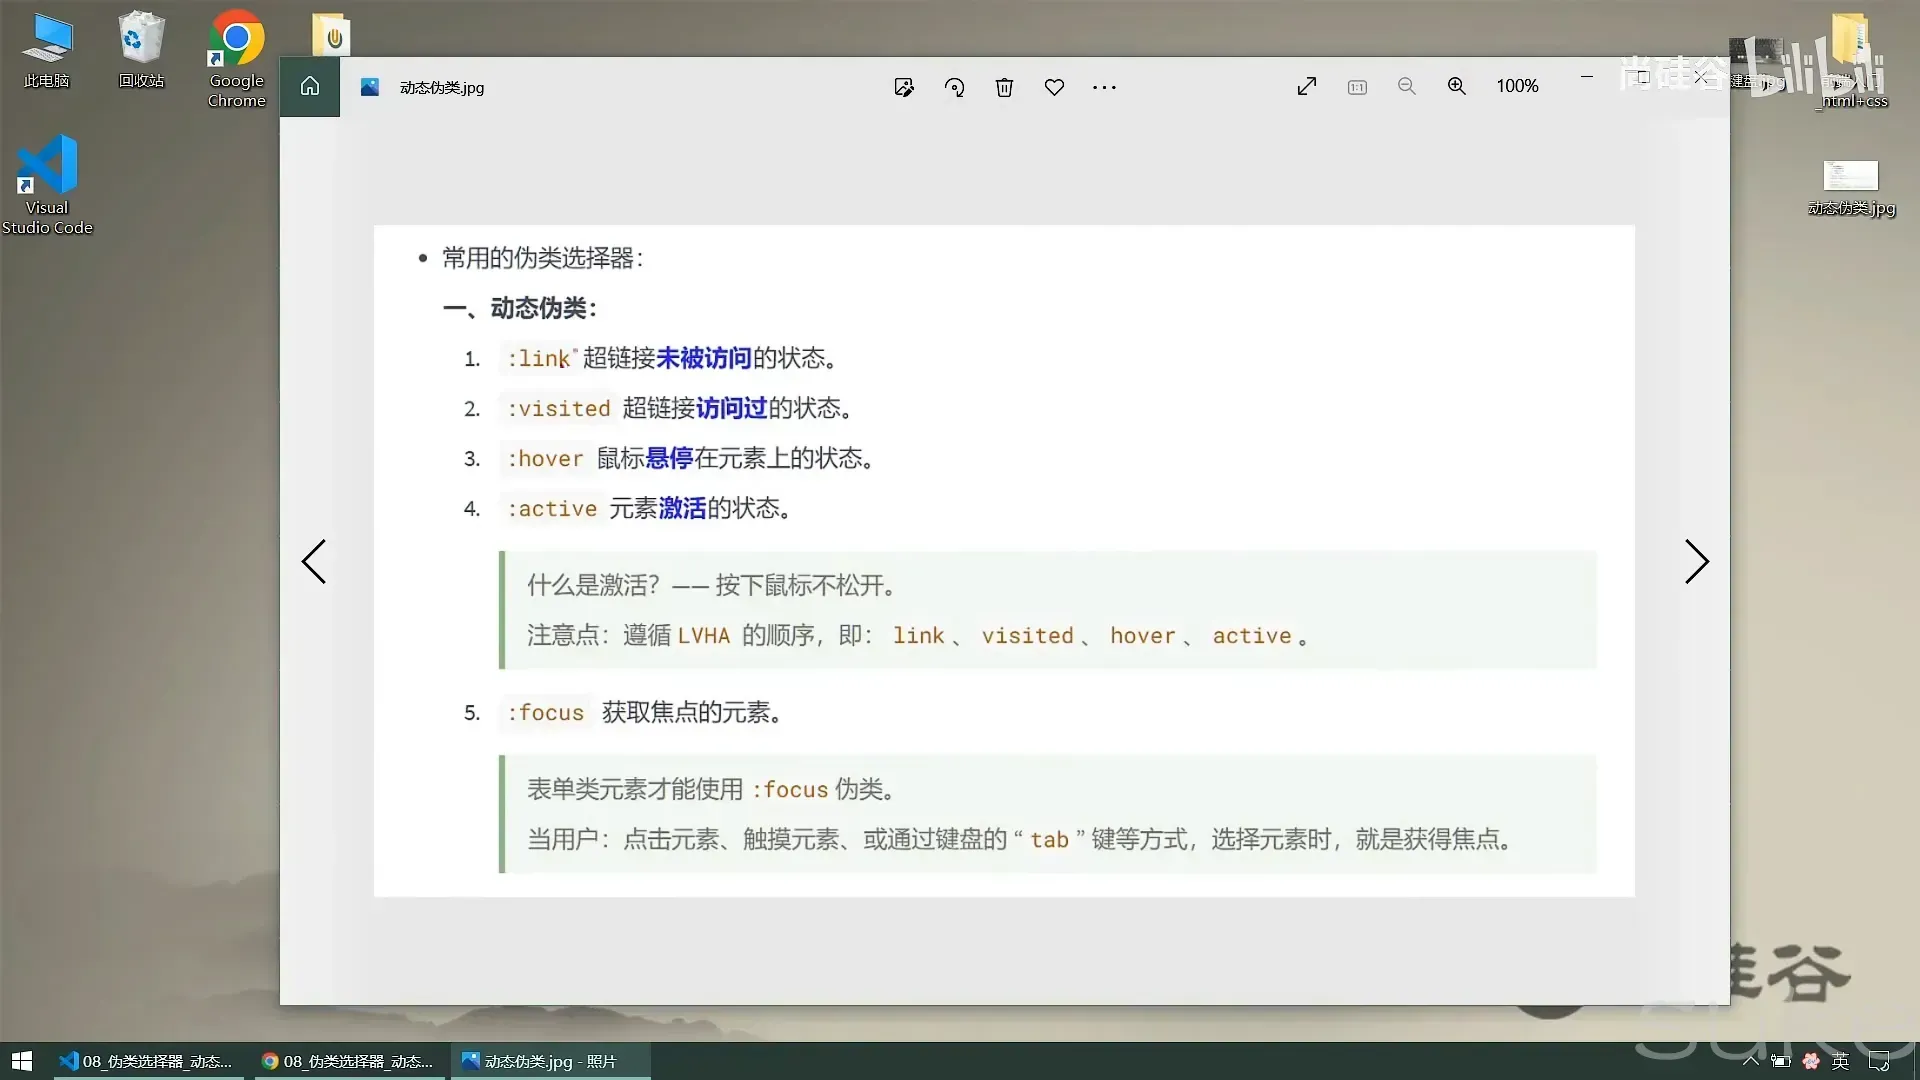 此电脑
回收站
Google Chrome
Visual Studio Code
动态伪类.jpg
100%
尚硅谷
bilibili
_html+css
动态伪类.jpg
常用的伪类选择器：
一、动态伪类：
1. :link 超链接未被访问的状态。
2. :visited 超链接访问过的状态。
3. :hover 鼠标悬停在元素上的状态。
4. :active 元素激活的状态。
什么是激活？—— 按下鼠标不松开。
注意点：遵循 LVHA 的顺序，即： link 、 visited 、 hover 、 active 。
5. :focus 获取焦点的元素。
表单类元素才能使用 :focus 伪类。
当用户：点击元素、触摸元素、或通过键盘的 “ tab ” 键等方式，选择元素时，就是获得焦点。
硅谷
08_伪类选择器_动态...
08_伪类选择器_动态...
动态伪类.jpg - 照片
英